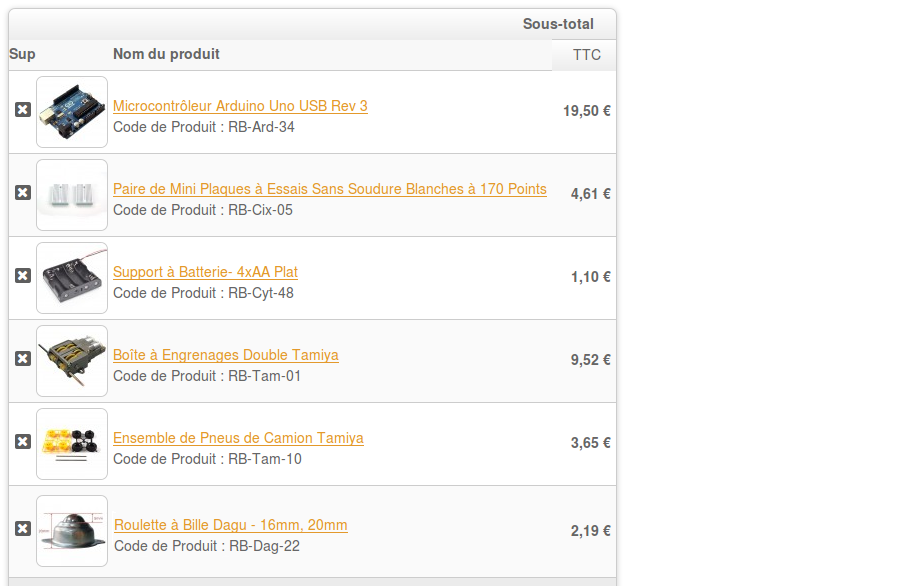 Sous-total
Sup Nom du produit TTC
Microcontrôleur Arduino Uno USB Rev 3
Code de Produit : RB-Ard-34
19,50 €
Paire de Mini Plaques à Essais Sans Soudure Blanches à 170 Points
Code de Produit : RB-Cix-05
4,61 €
Support à Batterie- 4xAA Plat
Code de Produit : RB-Cyt-48
1,10 €
Boîte à Engrenages Double Tamiya
Code de Produit : RB-Tam-01
9,52 €
Ensemble de Pneus de Camion Tamiya
Code de Produit : RB-Tam-10
3,65 €
Roulette à Bille Dagu - 16mm, 20mm
Code de Produit : RB-Dag-22
2,19 €